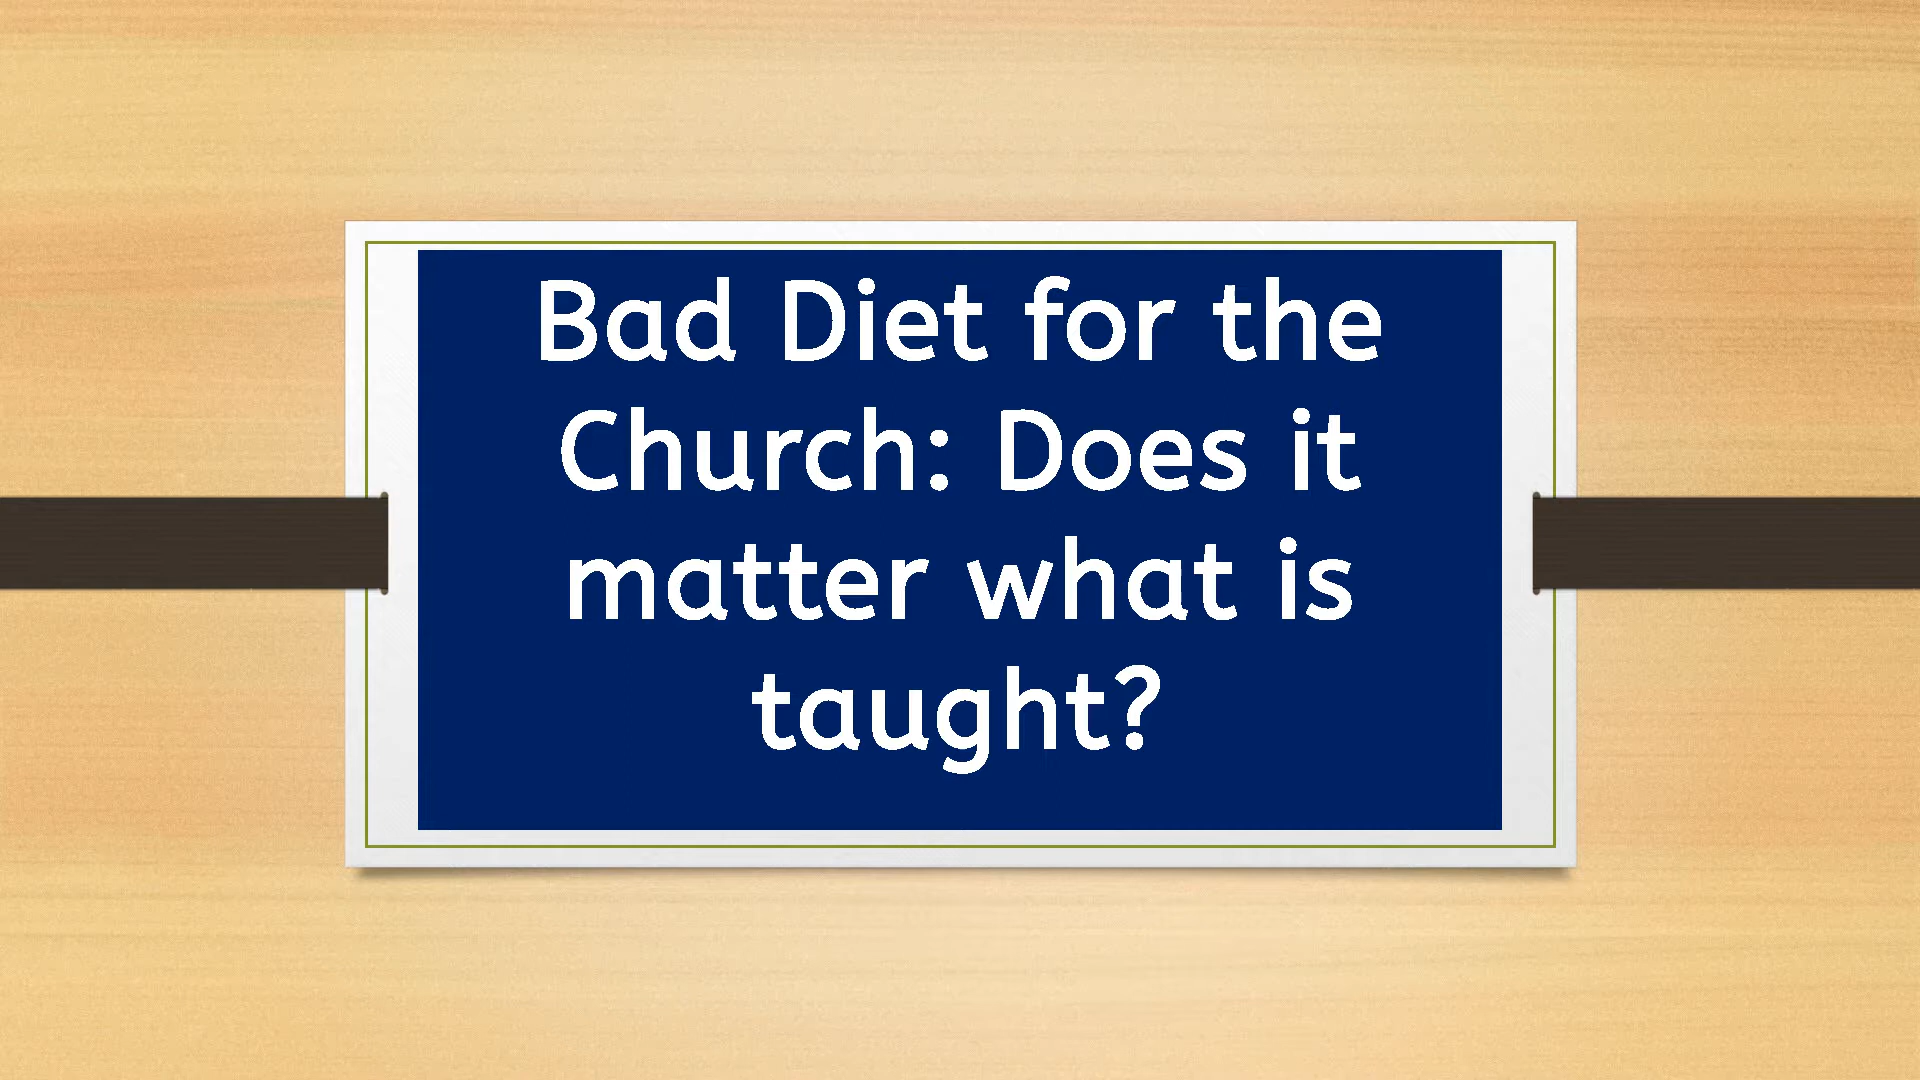 Bad Diet for the
Church: Does it
matter what is
taught?